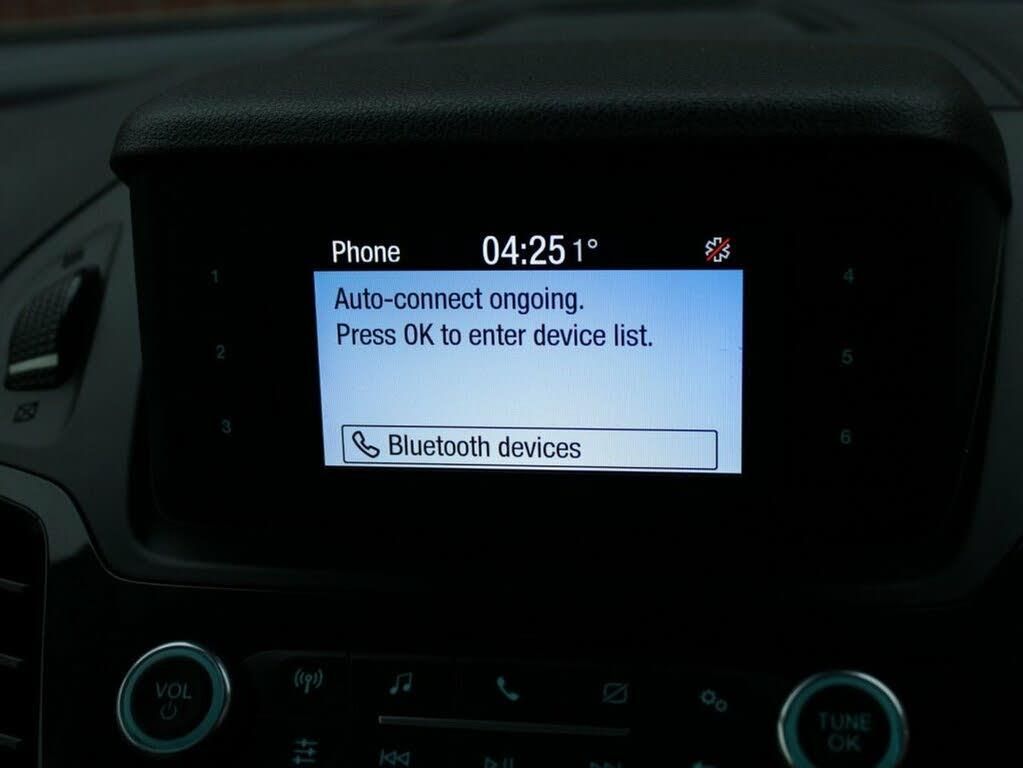 Phone 04:25 1°
Auto-connect ongoing.
Press OK to enter device list.
Bluetooth devices
1
2
3
4
5
6
VOL
TUNE
OK